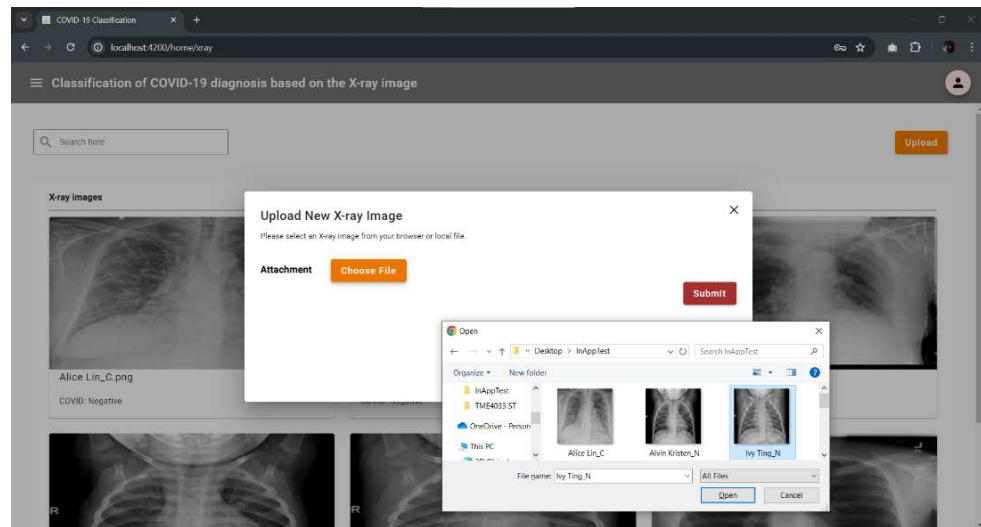 COVID-19 Classification
localhost:4200/home/xray
Classification of COVID-19 diagnosis based on the X-ray image
Search here
Upload
X-ray images
Upload New X-ray Image
Please select an X-ray image from your browser or local file.
Attachment
Choose File
Submit
Alice Lin_C.png
COVID: Negative
Open
Desktop > InAppTest
Search InAppTest
Organize
New folder
InAppTest
TME4033 ST
OneDrive - Person
This PC
Alice Lin_C
Alvin Kristen_N
Ivy Ting_N
File name:
Ivy Ting_N
All Files
Open
Cancel
R
R